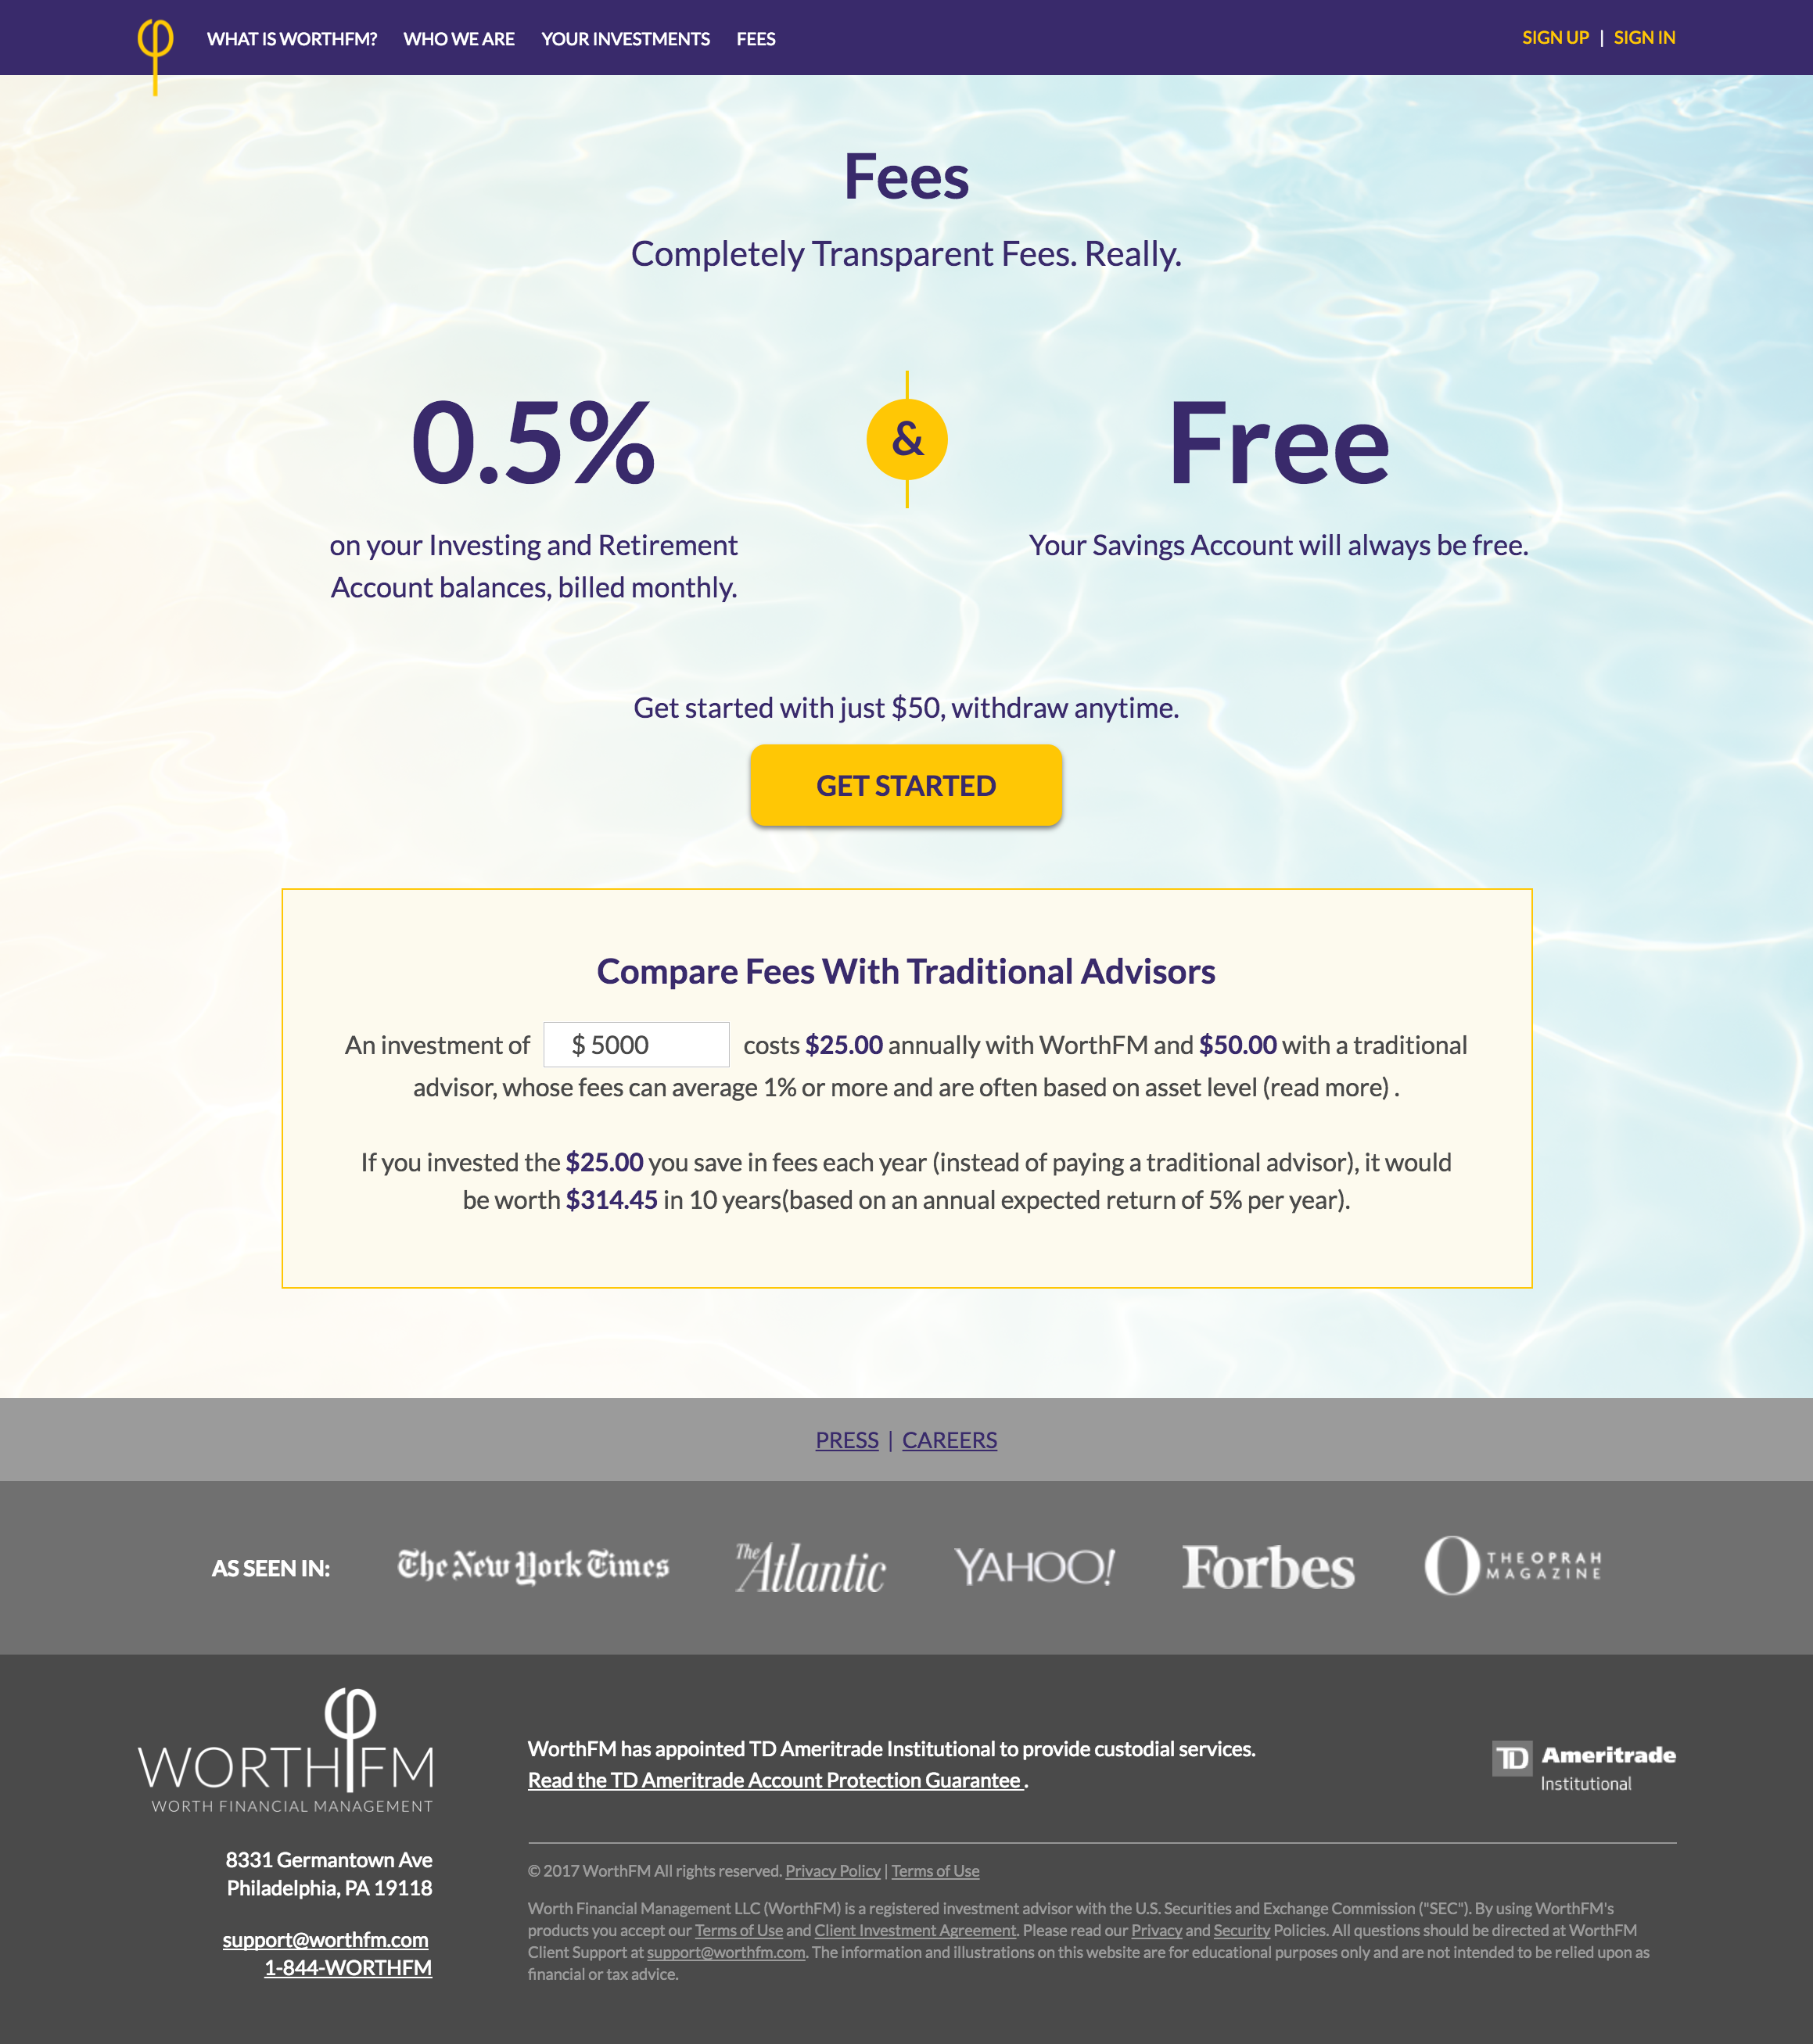 WHAT IS WORTHFM? WHO WE ARE YOUR INVESTMENTS FEES SIGN UP | SIGN IN
Fees
Completely Transparent Fees. Really.
0.5%
on your Investing and Retirement
Account balances, billed monthly.
&
Free
Your Savings Account will always be free.
Get started with just $50, withdraw anytime.
GET STARTED
Compare Fees With Traditional Advisors
An investment of $ 5000 costs $25.00 annually with WorthFM and $50.00 with a traditional
advisor, whose fees can average 1% or more and are often based on asset level (read more) .
If you invested the $25.00 you save in fees each year (instead of paying a traditional advisor), it would
be worth $314.45 in 10 years(based on an annual expected return of 5% per year).
PRESS | CAREERS
AS SEEN IN: The New York Times The Atlantic YAHOO! Forbes O THE OPRAH MAGAZINE
WORTHFM
WORTH FINANCIAL MANAGEMENT
8331 Germantown Ave
Philadelphia, PA 19118
support@worthfm.com
1-844-WORTHFM
WorthFM has appointed TD Ameritrade Institutional to provide custodial services.
Read the TD Ameritrade Account Protection Guarantee .
TD Ameritrade
Institutional
© 2017 WorthFM All rights reserved. Privacy Policy | Terms of Use
Worth Financial Management LLC (WorthFM) is a registered investment advisor with the U.S. Securities and Exchange Commission ("SEC"). By using WorthFM's
products you accept our Terms of Use and Client Investment Agreement. Please read our Privacy and Security Policies. All questions should be directed at WorthFM
Client Support at support@worthfm.com. The information and illustrations on this website are for educational purposes only and are not intended to be relied upon as
financial or tax advice.